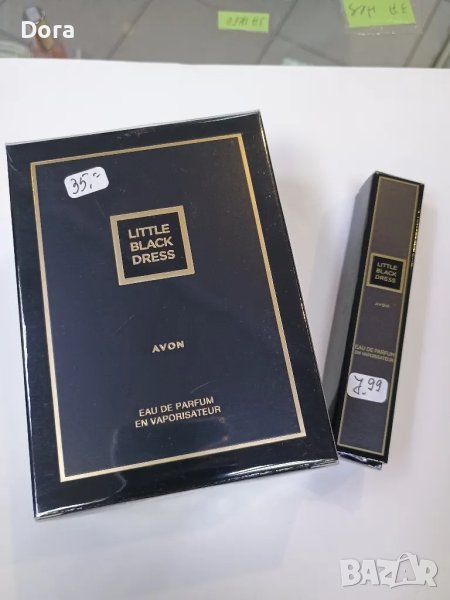 Dora
35,-
LITTLE
BLACK
DRESS
AVON
EAU DE PARFUM
EN VAPORISATEUR
LITTLE
BLACK
DRESS
AVON
EAU DE PARFUM
EN VAPORISATEUR
7,99
BAZAR